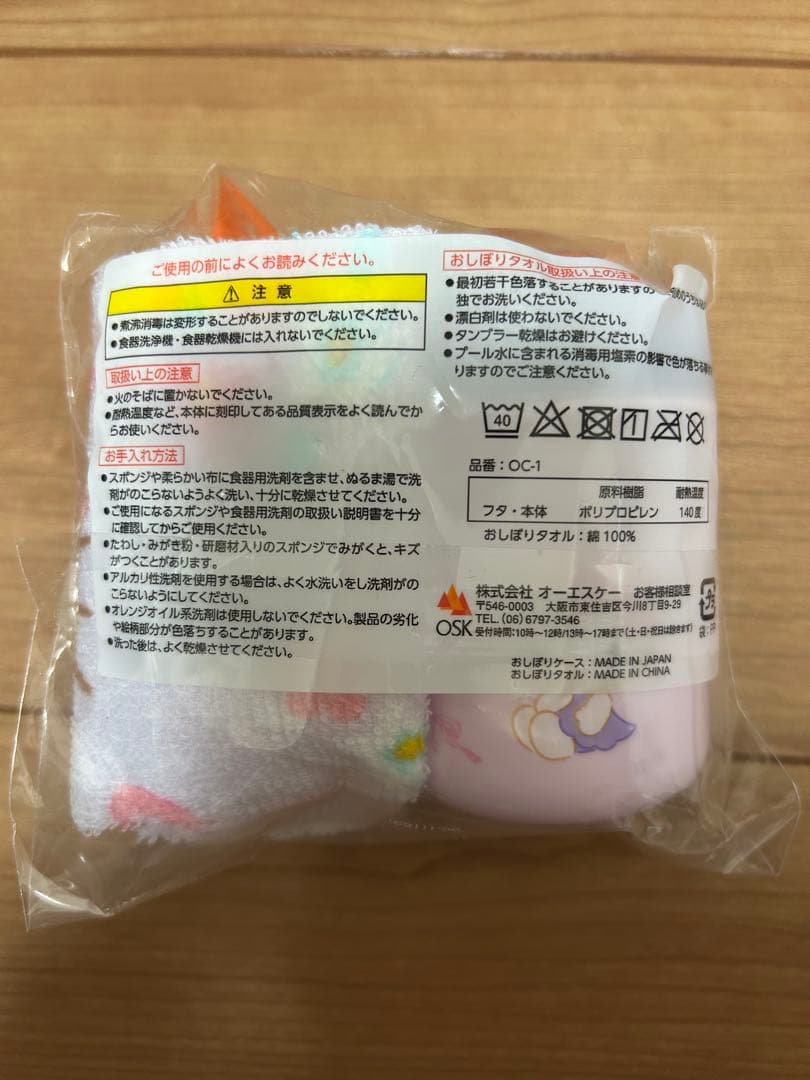 ご使用の前によくお読みください。
注意
●煮沸消毒は変形することがありますのでしないでください。
●食器洗浄機・食器乾燥機には入れないでください。
取扱い上の注意
●火のそばに置かないでください。
●耐熱温度など、本体に刻印してある品質表示をよく読んでか
らお使いください。
お手入れ方法
●スポンジや柔らかい布に食器用洗剤を含ませ、ぬるま湯で洗
剤がのこらないようよく洗い、十分に乾燥させてください。
●ご使用になるスポンジや食器用洗剤の取扱い説明書を十分
に確認してからご使用ください。
●たわし・みがき粉・研磨材入りのスポンジでみがくと、キズ
がつくことがあります。
●アルカリ性洗剤を使用する場合は、よく水洗いをし洗剤がの
こらないようにしてください。
●オレンジオイル系洗剤は使用しないでください。製品の劣化
や絵柄部分が色落ちすることがあります。
●洗った後は、よく乾燥させてください。
おしぼりタオル取扱い上の注意
●最初若干色落することがありますの
独でお洗いください。
●漂白剤は使わないでください。
●タンブラー乾燥はお避けください。
●プール水に含まれる消毒用塩素の影響で色が落ちる事が
りますのでご注意ください。
40
品番：OC-1
原料樹脂 耐熱温度
フタ・本体 ポリプロピレン 140度
おしぼりタオル：綿100%
OSK
株式会社 オーエスケー お客様相談室
〒546-0003 大阪市東住吉区今川8丁目9-29
TEL.(06)6797-3546
受付時間：10時〜12時/13時〜17時まで(土・日・祝日は除きます)
プラ
おしぼりケース：MADE IN JAPAN
おしぼりタオル：MADE IN CHINA